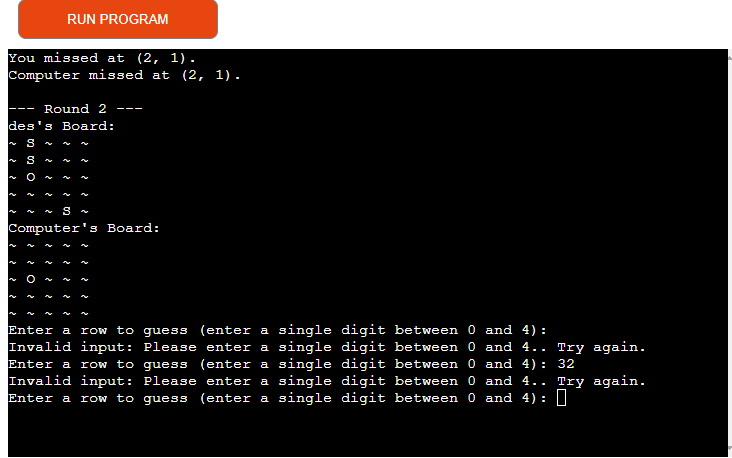 RUN PROGRAM
You missed at (2, 1).
Computer missed at (2, 1).
--- Round 2 ---
des's Board:
~ S ~ ~ ~
~ S ~ ~ ~
~ O ~ ~ ~
~ ~ ~ ~ ~
~ ~ ~ S ~
Computer's Board:
~ ~ ~ ~ ~
~ ~ ~ ~ ~
~ O ~ ~ ~
~ ~ ~ ~ ~
~ ~ ~ ~ ~
Enter a row to guess (enter a single digit between 0 and 4):
Invalid input: Please enter a single digit between 0 and 4.. Try again.
Enter a row to guess (enter a single digit between 0 and 4): 32
Invalid input: Please enter a single digit between 0 and 4.. Try again.
Enter a row to guess (enter a single digit between 0 and 4):